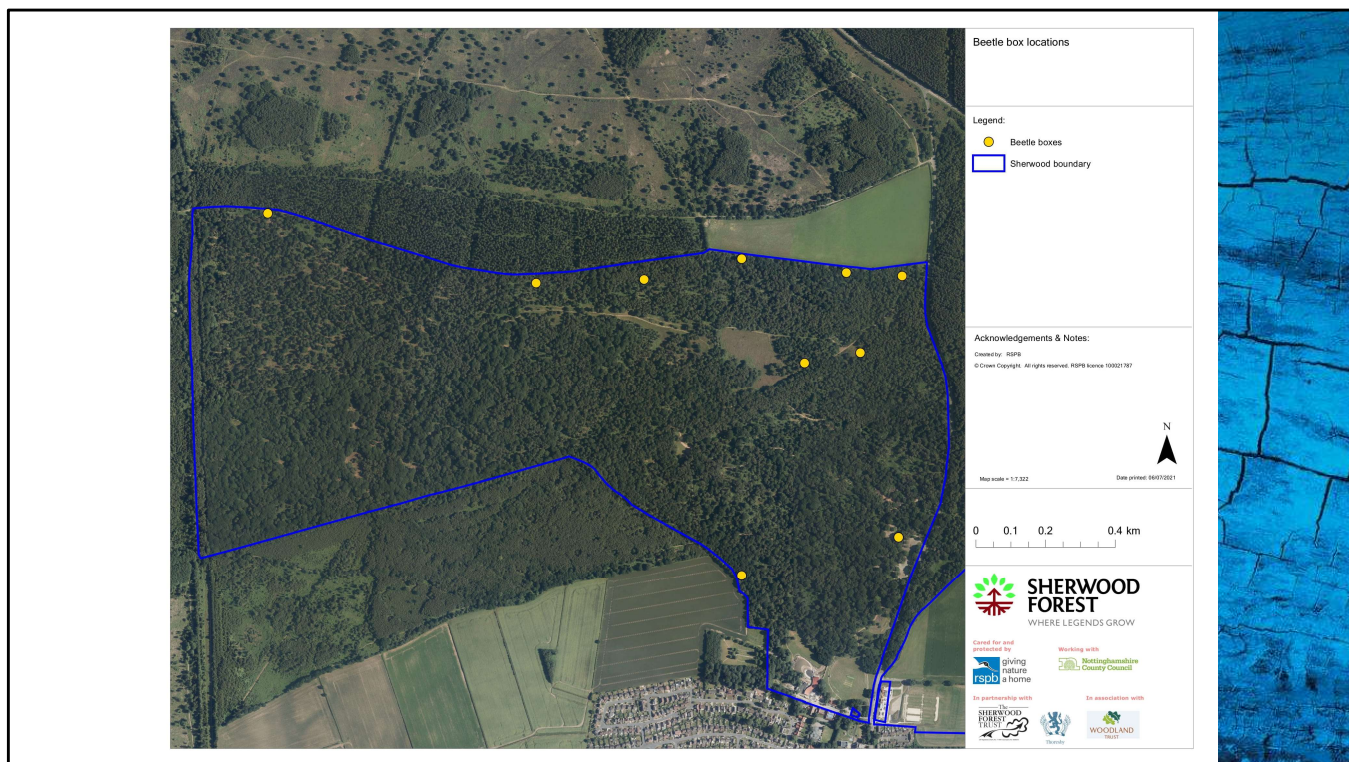 Beetle box locations
Legend:
Beetle boxes
Sherwood boundary
Acknowledgements & Notes:
Created by: RSPB
© Crown Copyright. All rights reserved. RSPB licence 100021787
N
Map scale = 1:7,322
Date printed: 06/07/2021
0 0.1 0.2 0.4 km
SHERWOOD
FOREST
WHERE LEGENDS GROW
Cared for and
protected by
Working with
rspb
giving
nature
a home
Nottinghamshire
County Council
In partnership with
In association with
The
SHERWOOD
FOREST
TRUST
Thoresby
WOODLAND
TRUST